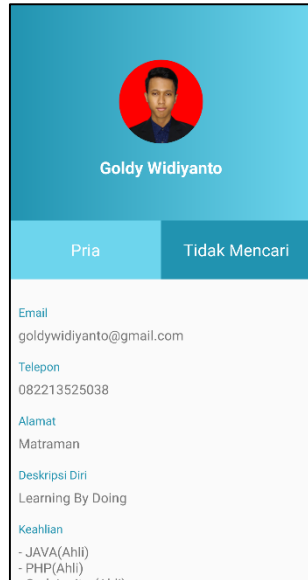 Goldy Widiyanto
Pria
Tidak Mencari
Email
goldywidiyanto@gmail.com
Telepon
082213525038
Alamat
Matraman
Deskripsi Diri
Learning By Doing
Keahlian
- JAVA(Ahli)
- PHP(Ahli)